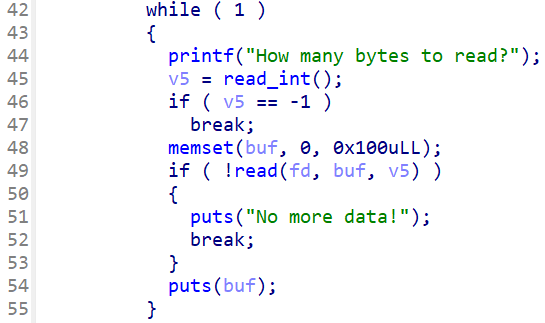 42 while ( 1 )
43 {
44 printf("How many bytes to read?");
45 v5 = read_int();
46 if ( v5 == -1 )
47 break;
48 memset(buf, 0, 0x100uLL);
49 if ( !read(fd, buf, v5) )
50 {
51 puts("No more data!");
52 break;
53 }
54 puts(buf);
55 }